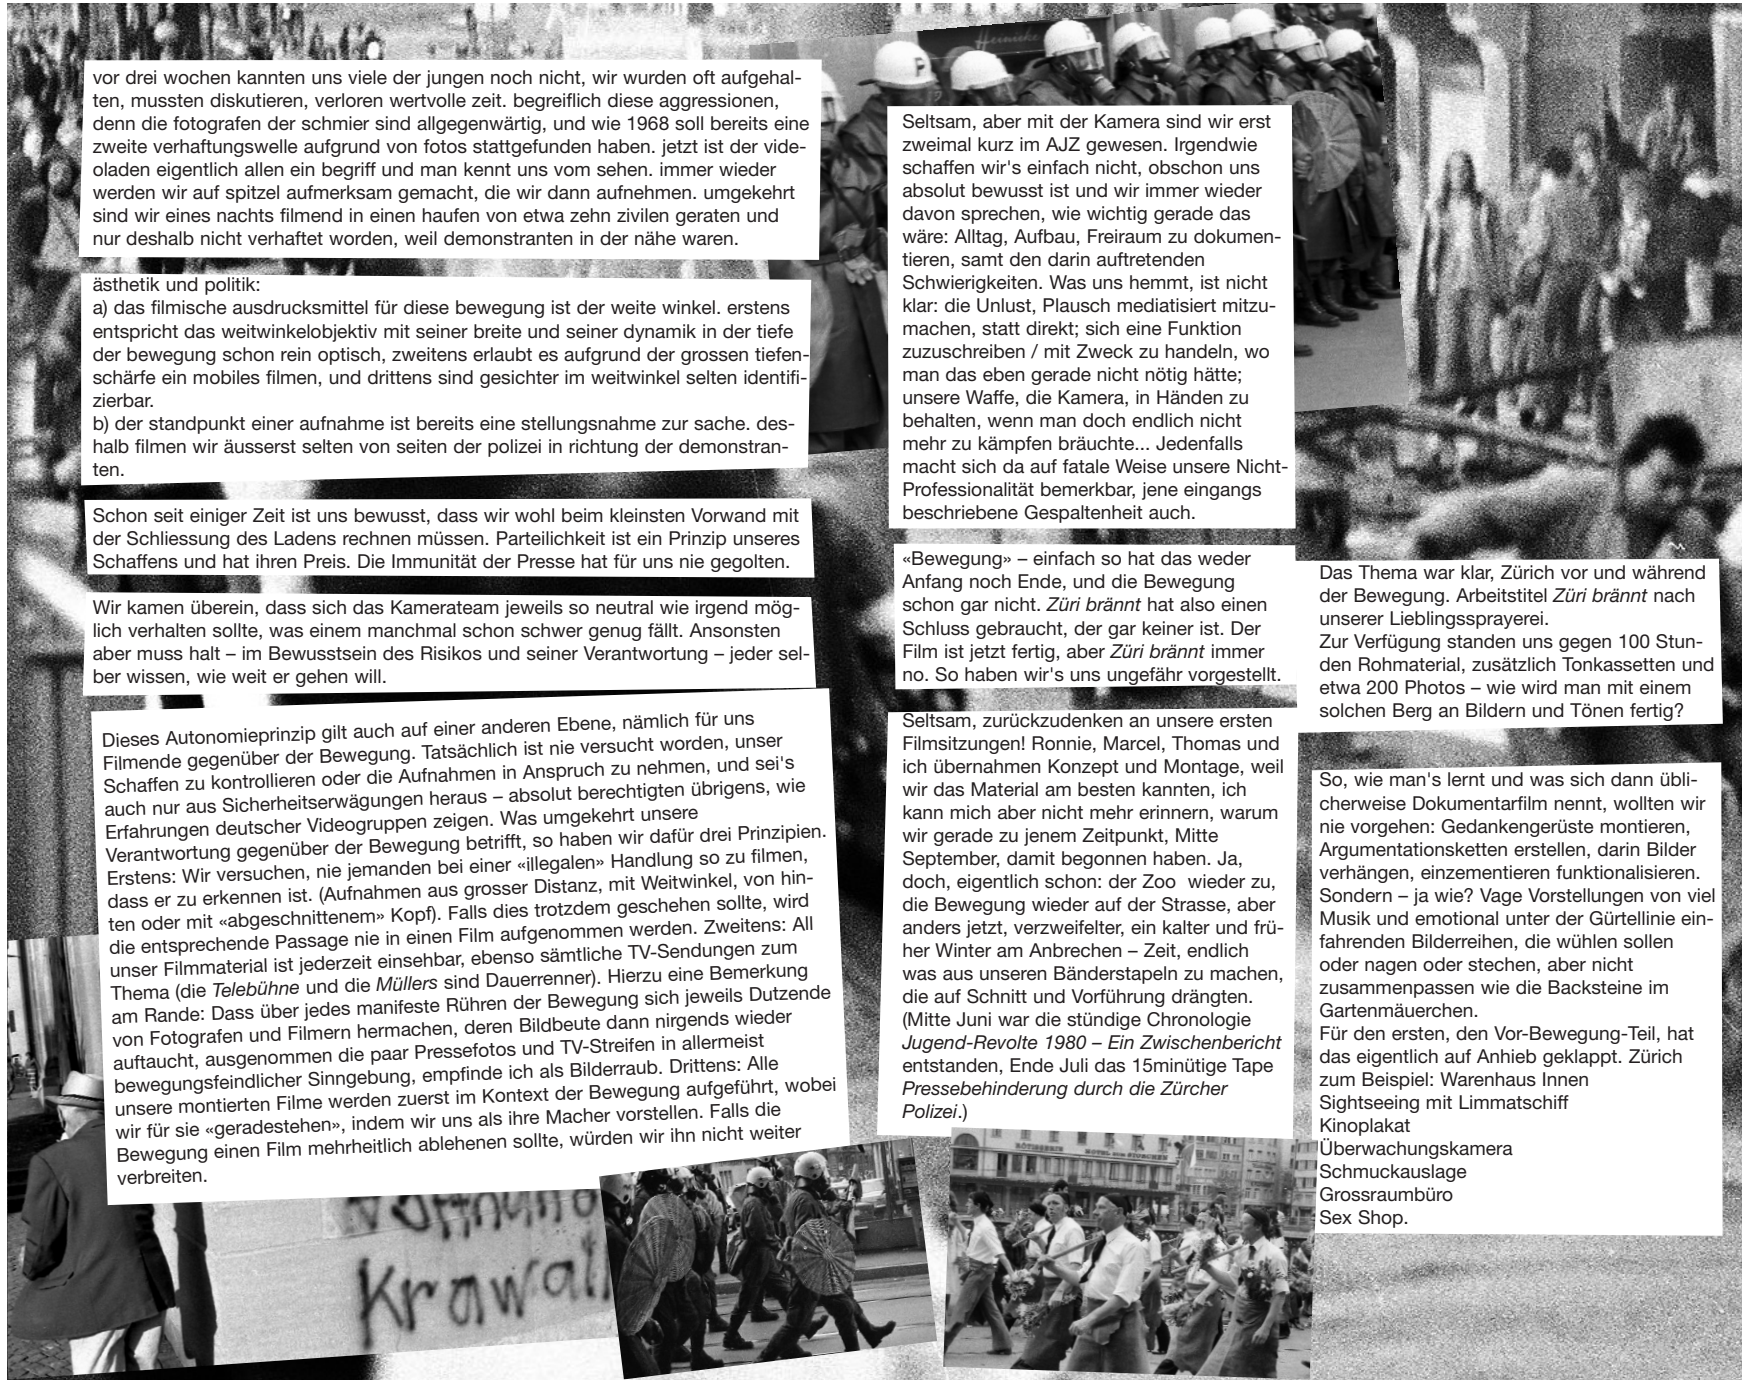 vor drei wochen kannten uns viele der jungen noch nicht, wir wurden oft aufgehal-
ten, mussten diskutieren, verloren wertvolle zeit. begreiflich diese aggressionen,
denn die fotografen der schmier sind allgegenwärtig, und wie 1968 soll bereits eine
zweite verhaftungswelle aufgrund von fotos stattgefunden haben. jetzt ist der vide-
oladen eigentlich allen ein begriff und man kennt uns vom sehen. immer wieder
werden wir auf spitzel aufmerksam gemacht, die wir dann aufnehmen. umgekehrt
sind wir eines nachts filmend in einen haufen von etwa zehn zivilen geraten und
nur deshalb nicht verhaftet worden, weil demonstranten in der nähe waren.
ästhetik und politik:
a) das filmische ausdrucksmittel für diese bewegung ist der weite winkel. erstens
entspricht das weitwinkelobjektiv mit seiner breite und seiner dynamik in der tiefe
der bewegung schon rein optisch, zweitens erlaubt es aufgrund der grossen tiefen-
schärfe ein mobiles filmen, und drittens sind gesichter im weitwinkel selten identifi-
zierbar.
b) der standpunkt einer aufnahme ist bereits eine stellungsnahme zur sache. des-
halb filmen wir äusserst selten von seiten der polizei in richtung der demonstran-
ten.
Schon seit einiger Zeit ist uns bewusst, dass wir wohl beim kleinsten Vorwand mit
der Schliessung des Ladens rechnen müssen. Parteilichkeit ist ein Prinzip unseres
Schaffens und hat ihren Preis. Die Immunität der Presse hat für uns nie gegolten.
Wir kamen überein, dass sich das Kamerateam jeweils so neutral wie irgend mög-
lich verhalten sollte, was einem manchmal schon schwer genug fällt. Ansonsten
aber muss halt – im Bewusstsein des Risikos und seiner Verantwortung – jeder sel-
ber wissen, wie weit er gehen will.
Dieses Autonomieprinzip gilt auch auf einer anderen Ebene, nämlich für uns
Filmende gegenüber der Bewegung. Tatsächlich ist nie versucht worden, unser
Schaffen zu kontrollieren oder die Aufnahmen in Anspruch zu nehmen, und sei's
auch nur aus Sicherheitserwägungen heraus – absolut berechtigten übrigens, wie
Erfahrungen deutscher Videogruppen zeigen. Was umgekehrt unsere
Verantwortung gegenüber der Bewegung betrifft, so haben wir dafür drei Prinzipien.
Erstens: Wir versuchen, nie jemanden bei einer «illegalen» Handlung so zu filmen,
dass er zu erkennen ist. (Aufnahmen aus grosser Distanz, mit Weitwinkel, von hin-
ten oder mit «abgeschnittenem» Kopf). Falls dies trotzdem geschehen sollte, wird
die entsprechende Passage nie in einen Film aufgenommen werden. Zweitens: All
unser Filmmaterial ist jederzeit einsehbar, ebenso sämtliche TV-Sendungen zum
Thema (die Telebühne und die Müllers sind Dauerrenner). Hierzu eine Bemerkung
am Rande: Dass über jedes manifeste Rühren der Bewegung sich jeweils Dutzende
von Fotografen und Filmern hermachen, deren Bildbeute dann nirgends wieder
auftaucht, ausgenommen die paar Pressefotos und TV-Streifen in allermeist
bewegungsfeindlicher Sinngebung, empfinde ich als Bilderraub. Drittens: Alle
unsere montierten Filme werden zuerst im Kontext der Bewegung aufgeführt, wobei
wir für sie «geradestehen», indem wir uns als ihre Macher vorstellen. Falls die
Bewegung einen Film mehrheitlich ablehenen sollte, würden wir ihn nicht weiter
verbreiten.
Krawall
P
Heineke
Seltsam, aber mit der Kamera sind wir erst
zweimal kurz im AJZ gewesen. Irgendwie
schaffen wir's einfach nicht, obschon uns
absolut bewusst ist und wir immer wieder
davon sprechen, wie wichtig gerade das
wäre: Alltag, Aufbau, Freiraum zu dokumen-
tieren, samt den darin auftretenden
Schwierigkeiten. Was uns hemmt, ist nicht
klar: die Unlust, Plausch mediatisiert mitzu-
machen, statt direkt; sich eine Funktion
zuzuschreiben / mit Zweck zu handeln, wo
man das eben gerade nicht nötig hätte;
unsere Waffe, die Kamera, in Händen zu
behalten, wenn man doch endlich nicht
mehr zu kämpfen bräuchte... Jedenfalls
macht sich da auf fatale Weise unsere Nicht-
Professionalität bemerkbar, jene eingangs
beschriebene Gespaltenheit auch.
«Bewegung» – einfach so hat das weder
Anfang noch Ende, und die Bewegung
schon gar nicht. Züri brännt hat also einen
Schluss gebraucht, der gar keiner ist. Der
Film ist jetzt fertig, aber Züri brännt immer
no. So haben wir's uns ungefähr vorgestellt.
Seltsam, zurückzudenken an unsere ersten
Filmsitzungen! Ronnie, Marcel, Thomas und
ich übernahmen Konzept und Montage, weil
wir das Material am besten kannten, ich
kann mich aber nicht mehr erinnern, warum
wir gerade zu jenem Zeitpunkt, Mitte
September, damit begonnen haben. Ja,
doch, eigentlich schon: der Zoo wieder zu,
die Bewegung wieder auf der Strasse, aber
anders jetzt, verzweifelter, ein kalter und frü-
her Winter am Anbrechen – Zeit, endlich
was aus unseren Bänderstapeln zu machen,
die auf Schnitt und Vorführung drängten.
(Mitte Juni war die stündige Chronologie
Jugend-Revolte 1980 – Ein Zwischenbericht
entstanden, Ende Juli das 15minütige Tape
Pressebehinderung durch die Zürcher
Polizei.)
RÔTISSERIE HOTEL ZUM STORCHEN
Das Thema war klar, Zürich vor und während
der Bewegung. Arbeitstitel Züri brännt nach
unserer Lieblingssprayerei.
Zur Verfügung standen uns gegen 100 Stun-
den Rohmaterial, zusätzlich Tonkassetten und
etwa 200 Photos – wie wird man mit einem
solchen Berg an Bildern und Tönen fertig?
So, wie man's lernt und was sich dann übli-
cherweise Dokumentarfilm nennt, wollten wir
nie vorgehen: Gedankengerüste montieren,
Argumentationsketten erstellen, darin Bilder
verhängen, einzementieren funktionalisieren.
Sondern – ja wie? Vage Vorstellungen von viel
Musik und emotional unter der Gürtellinie ein-
fahrenden Bilderreihen, die wühlen sollen
oder nagen oder stechen, aber nicht
zusammenpassen wie die Backsteine im
Gartenmäuerchen.
Für den ersten, den Vor-Bewegung-Teil, hat
das eigentlich auf Anhieb geklappt. Zürich
zum Beispiel: Warenhaus Innen
Sightseeing mit Limmatschiff
Kinoplakat
Überwachungskamera
Schmuckauslage
Grossraumbüro
Sex Shop.